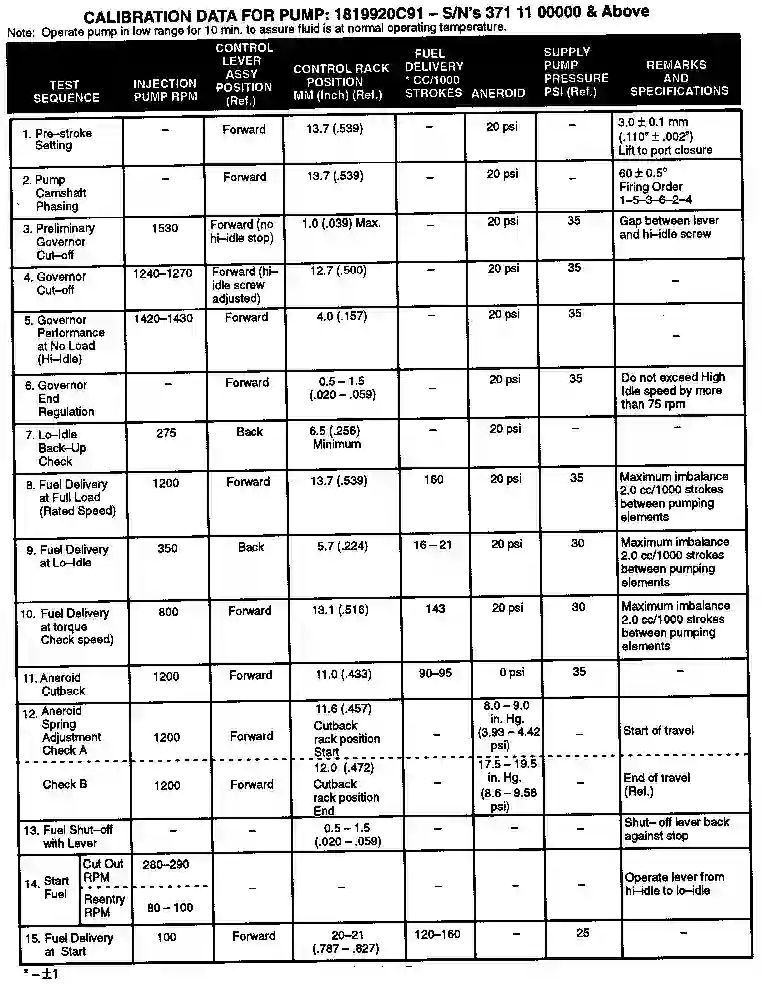 CALIBRATION DATA FOR PUMP: 1819920C91 – S/N's 371 11 00000 & Above
Note: Operate pump in low range for 10 min. to assure fluid is at normal operating temperature.
TEST SEQUENCE | INJECTION PUMP RPM | CONTROL LEVER ASSY POSITION (Ref.) | CONTROL RACK POSITION MM (Inch) (Ref.) | FUEL DELIVERY * CC/1000 STROKES | ANEROID | SUPPLY PUMP PRESSURE PSI (Ref.) | REMARKS AND SPECIFICATIONS
1. Pre–stroke Setting | – | Forward | 13.7 (.539) | – | 20 psi | – | 3.0 ± 0.1 mm (.110" ± .002") Lift to port closure
2. Pump Camshaft Phasing | – | Forward | 13.7 (.539) | – | 20 psi | – | 60 ± 0.5° Firing Order 1–5–3–6–2–4
3. Preliminary Governor Cut–off | 1530 | Forward (no hi–idle stop) | 1.0 (.039) Max. | – | 20 psi | 35 | Gap between lever and hi–idle screw
4. Governor Cut–off | 1240–1270 | Forward (hi–idle screw adjusted) | 12.7 (.500) | – | 20 psi | 35 | –
5. Governor Performance at No Load (Hi–Idle) | 1420–1430 | Forward | 4.0 (.157) | – | 20 psi | 35 | –
6. Governor End Regulation | – | Forward | 0.5 – 1.5 (.020 – .059) | – | 20 psi | 35 | Do not exceed High Idle speed by more than 75 rpm
7. Lo–Idle Back–Up Check | 275 | Back | 6.5 (.256) Minimum | – | 20 psi | – | –
8. Fuel Delivery at Full Load (Rated Speed) | 1200 | Forward | 13.7 (.539) | 160 | 20 psi | 35 | Maximum imbalance 2.0 cc/1000 strokes between pumping elements
9. Fuel Delivery at Lo–Idle | 350 | Back | 5.7 (.224) | 16 – 21 | 20 psi | 30 | Maximum imbalance 2.0 cc/1000 strokes between pumping elements
10. Fuel Delivery at torque Check speed) | 800 | Forward | 13.1 (.516) | 143 | 20 psi | 30 | Maximum imbalance 2.0 cc/1000 strokes between pumping elements
11. Aneroid Cutback | 1200 | Forward | 11.0 (.433) | 90–95 | 0 psi | 35 | –
12. Aneroid Spring Adjustment Check A | 1200 | Forward | 11.6 (.457) Cutback rack position Start | – | 8.0 – 9.0 in. Hg. (3.93 – 4.42 psi) | – | Start of travel
Check B | 1200 | Forward | 12.0 (.472) Cutback rack position End | – | 17.5 – 19.5 in. Hg. (8.6 – 9.58 psi) | – | End of travel (Ref.)
13. Fuel Shut–off with Lever | – | – | 0.5 – 1.5 (.020 – .059) | – | – | – | Shut– off lever back against stop
14. Start Fuel | Cut Out RPM | 280–290 | – | – | – | – | – | Operate lever from hi–idle to lo–idle
Reentry RPM | 80 – 100
15. Fuel Delivery at Start | 100 | Forward | 20–21 (.787 – .827) | 120–160 | – | 25 | –
* – ±1